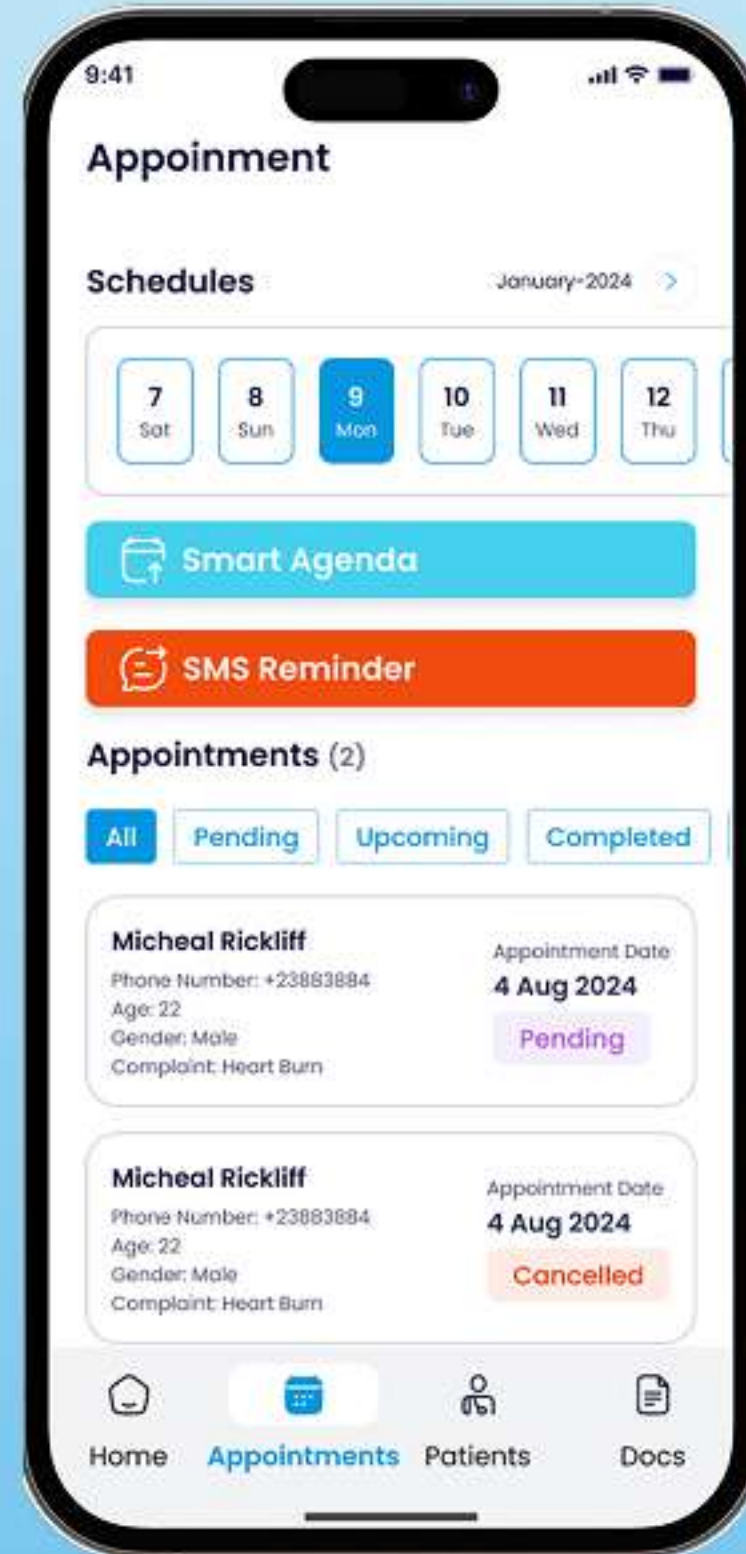 9:41
Appoinment
Schedules
January-2024
7 8 9 10 11 12
Sat Sun Mon Tue Wed Thu
Smart Agenda
SMS Reminder
Appointments (2)
All Pending Upcoming Completed
Micheal Rickliff
Phone Number: +23883884
Age: 22
Gender: Male
Complaint: Heart Burn
Appointment Date
4 Aug 2024
Pending
Micheal Rickliff
Phone Number: +23883884
Age: 22
Gender: Male
Complaint: Heart Burn
Appointment Date
4 Aug 2024
Cancelled
Home Appointments Patients Docs